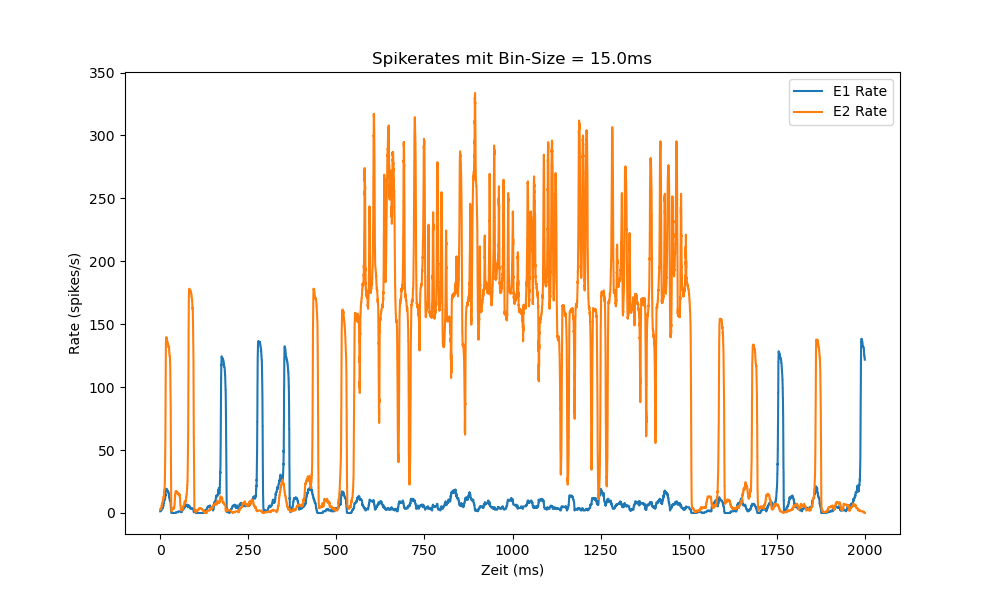 Spikerates mit Bin-Size = 15.0ms
E1 Rate
E2 Rate
Rate (spikes/s)
350
300
250
200
150
100
50
0
0 250 500 750 1000 1250 1500 1750 2000
Zeit (ms)